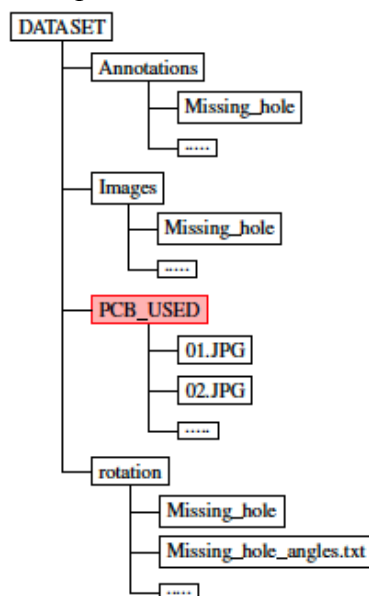 DATASET
Annotations
Missing_hole
.....
Images
Missing_hole
.....
PCB_USED
01.JPG
02.JPG
.....
rotation
Missing_hole
Missing_hole_angles.txt
.....